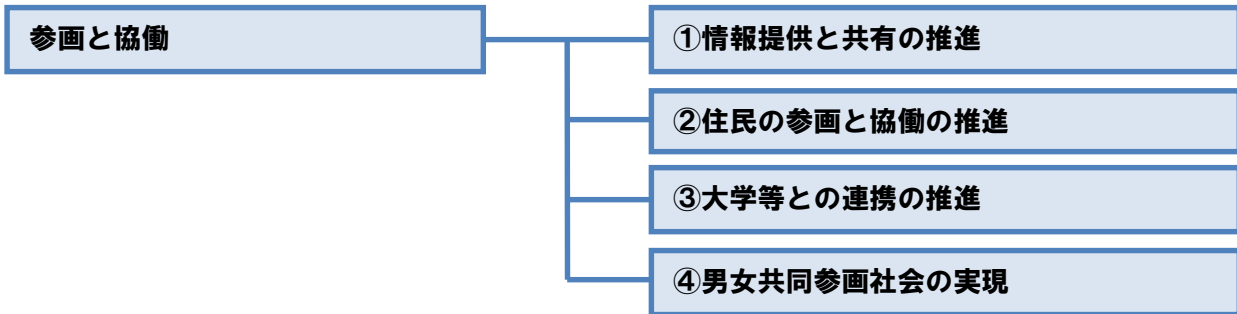 参画と協働
①情報提供と共有の推進
②住民の参画と協働の推進
③大学等との連携の推進
④男女共同参画社会の実現